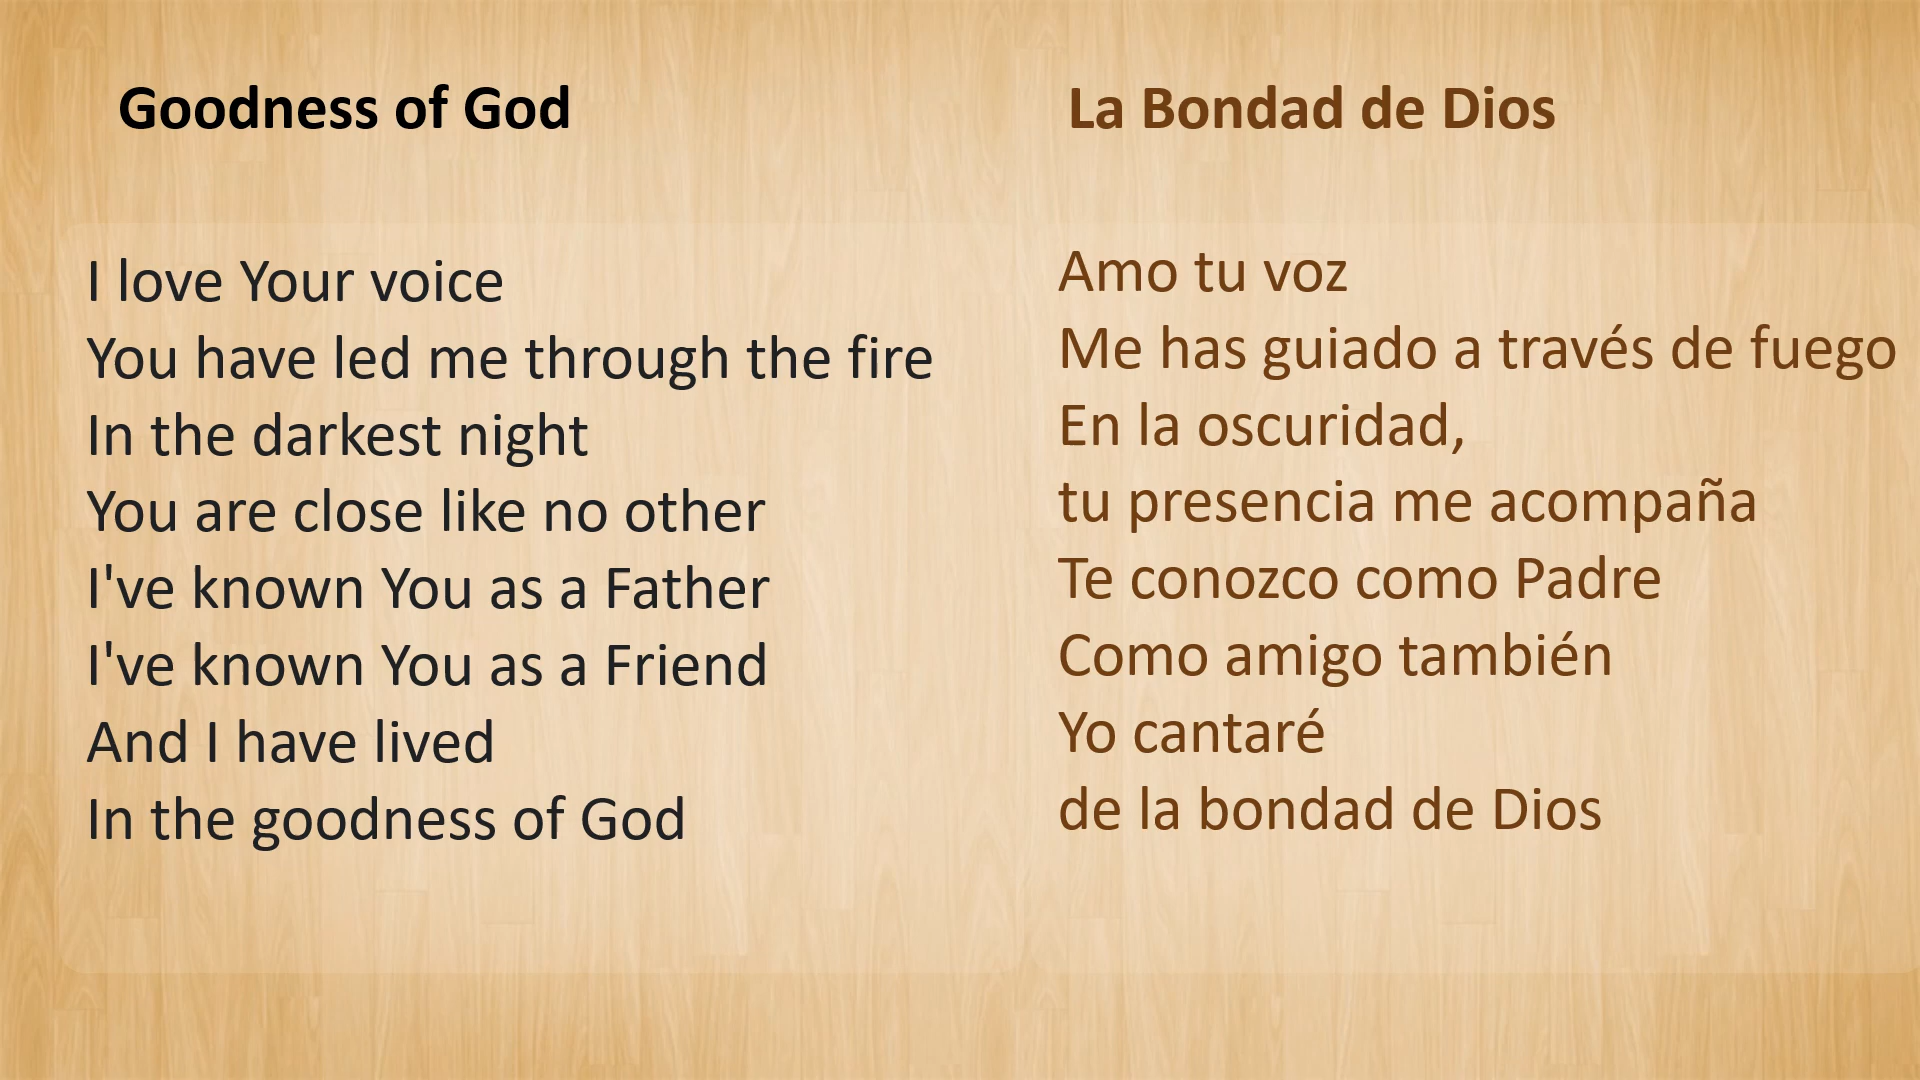 Goodness of God
I love Your voice
You have led me through the fire
In the darkest night
You are close like no other
I've known You as a Father
I've known You as a Friend
And I have lived
In the goodness of God
La Bondad de Dios
Amo tu voz
Me has guiado a través de fuego
En la oscuridad,
tu presencia me acompaña
Te conozco como Padre
Como amigo también
Yo cantaré
de la bondad de Dios